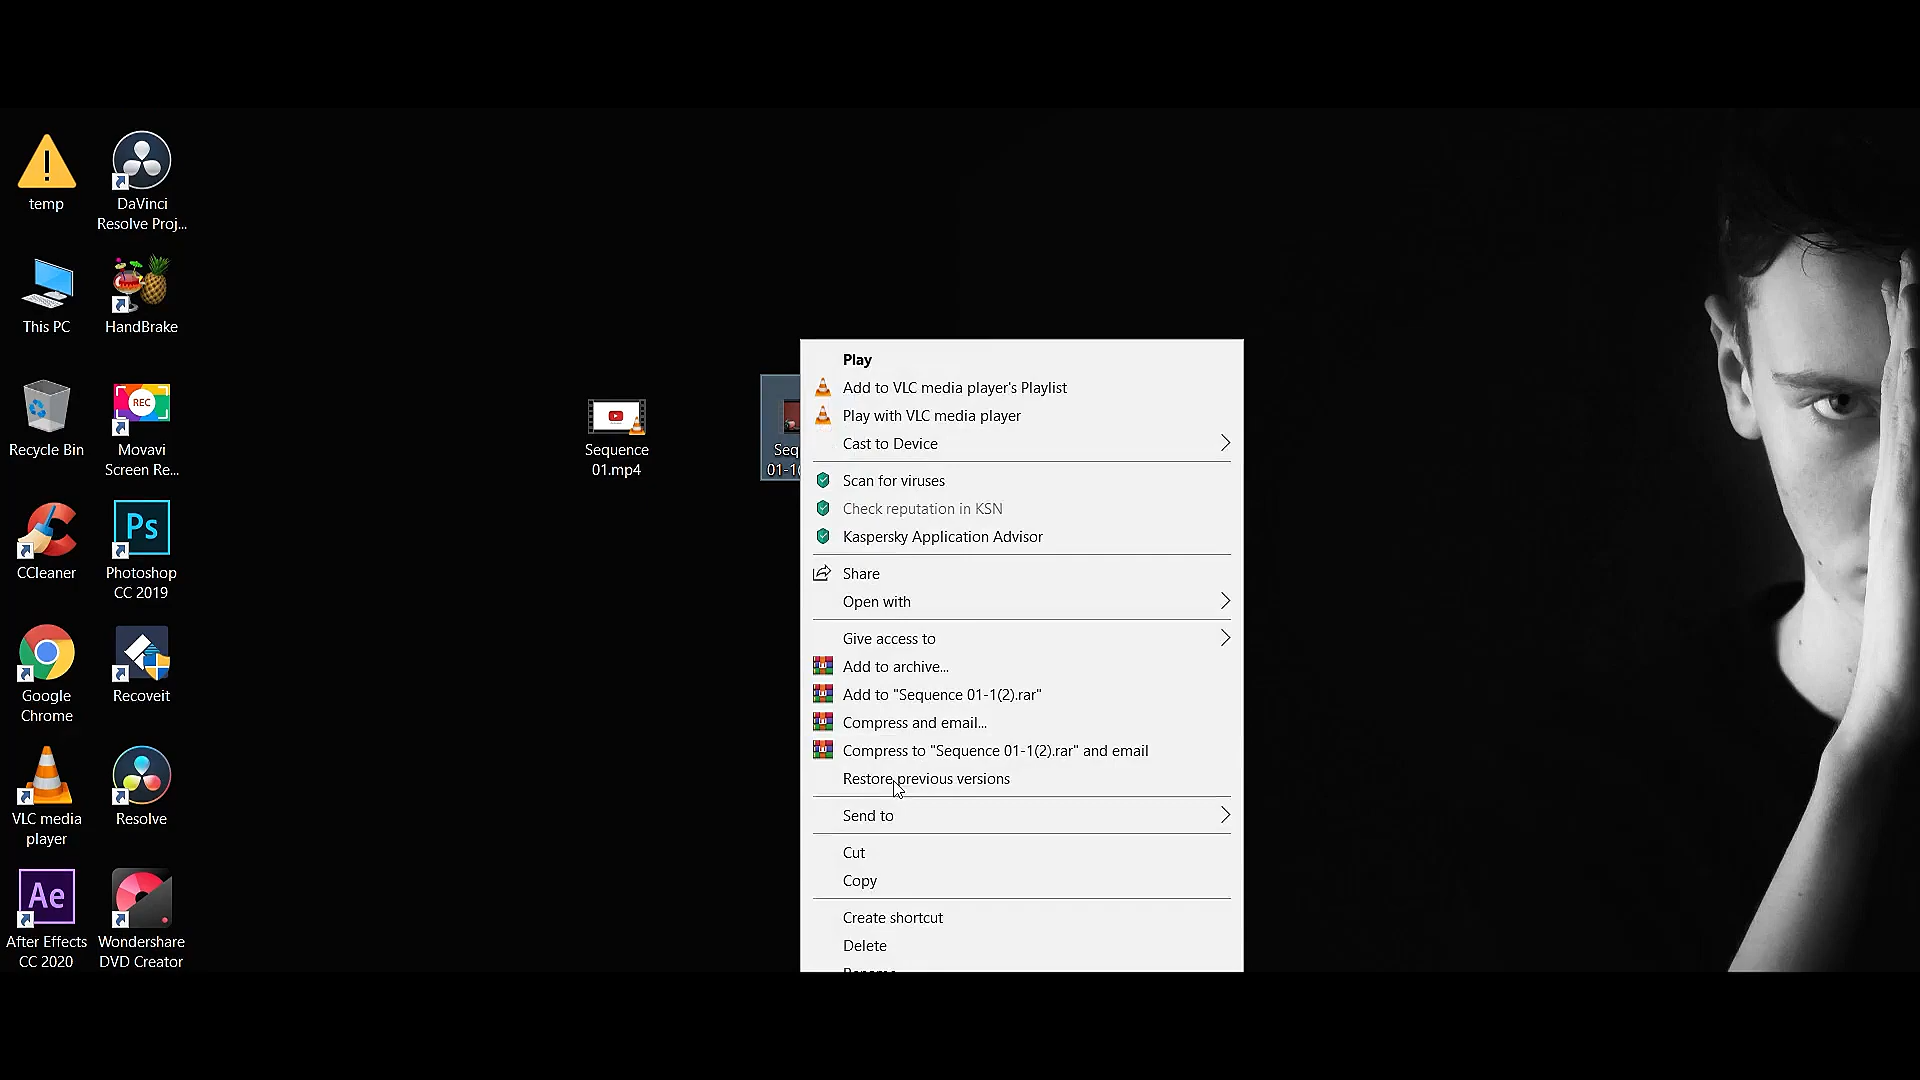 temp
DaVinci
Resolve Proj...
This PC
HandBrake
Recycle Bin
REC
Movavi
Screen Re...
CCleaner
Ps
Photoshop
CC 2019
Google
Chrome
Recoveit
VLC media
player
Resolve
Ae
After Effects
CC 2020
Wondershare
DVD Creator
Sequence
01.mp4
Seq
01-1(
Play
Add to VLC media player's Playlist
Play with VLC media player
Cast to Device
Scan for viruses
Check reputation in KSN
Kaspersky Application Advisor
Share
Open with
Give access to
Add to archive...
Add to "Sequence 01-1(2).rar"
Compress and email...
Compress to "Sequence 01-1(2).rar" and email
Restore previous versions
Send to
Cut
Copy
Create shortcut
Delete